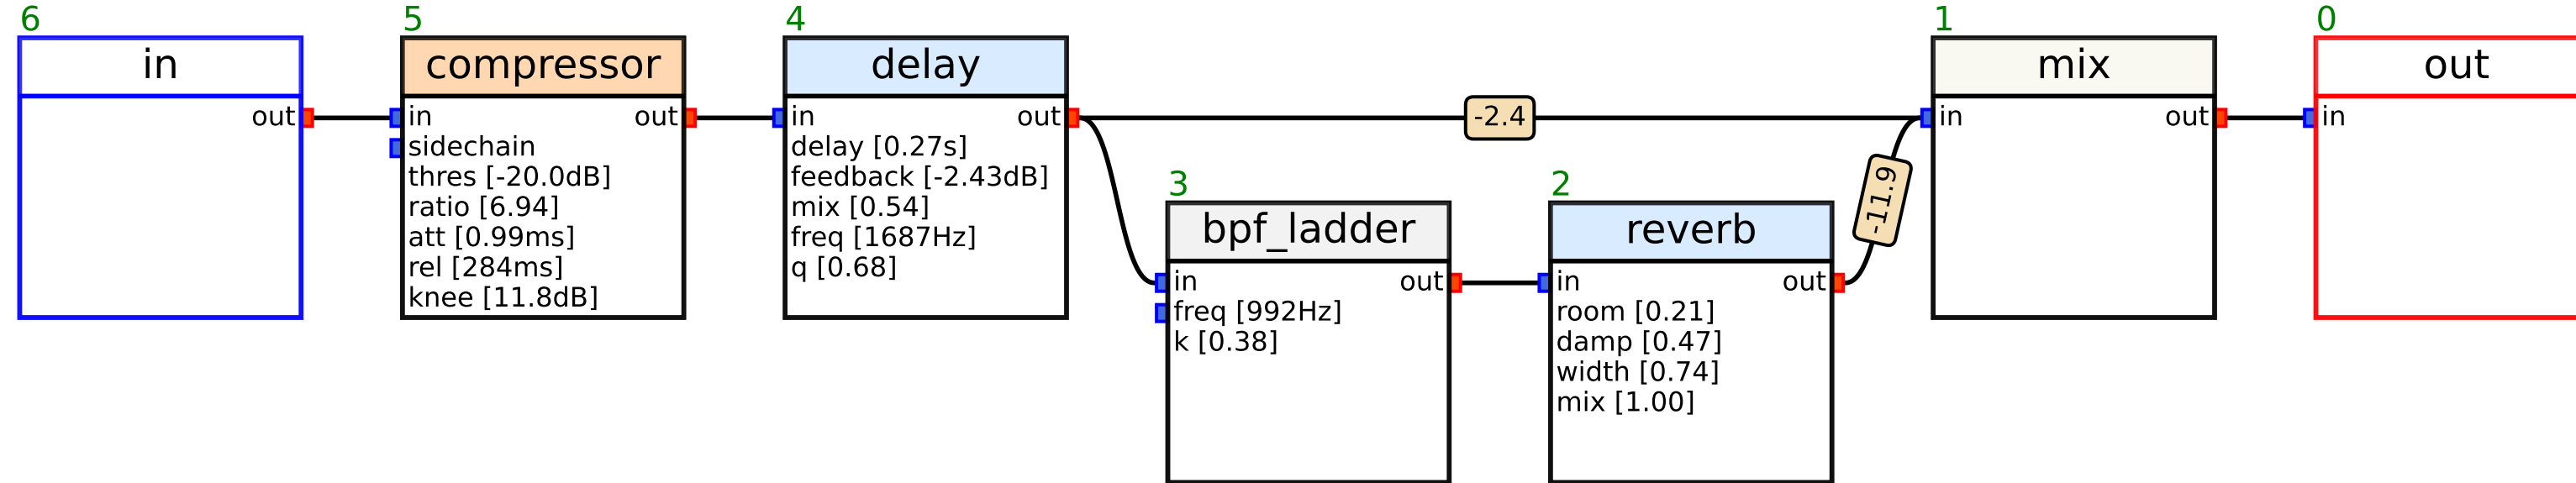 6
in
out
5
compressor
in out
sidechain
thres [-20.0dB]
ratio [6.94]
att [0.99ms]
rel [284ms]
knee [11.8dB]
4
delay
in out
delay [0.27s]
feedback [-2.43dB]
mix [0.54]
freq [1687Hz]
q [0.68]
-2.4
3
bpf_ladder
in out
freq [992Hz]
k [0.38]
2
reverb
in out
room [0.21]
damp [0.47]
width [0.74]
mix [1.00]
-11.9
1
mix
in out
0
out
in